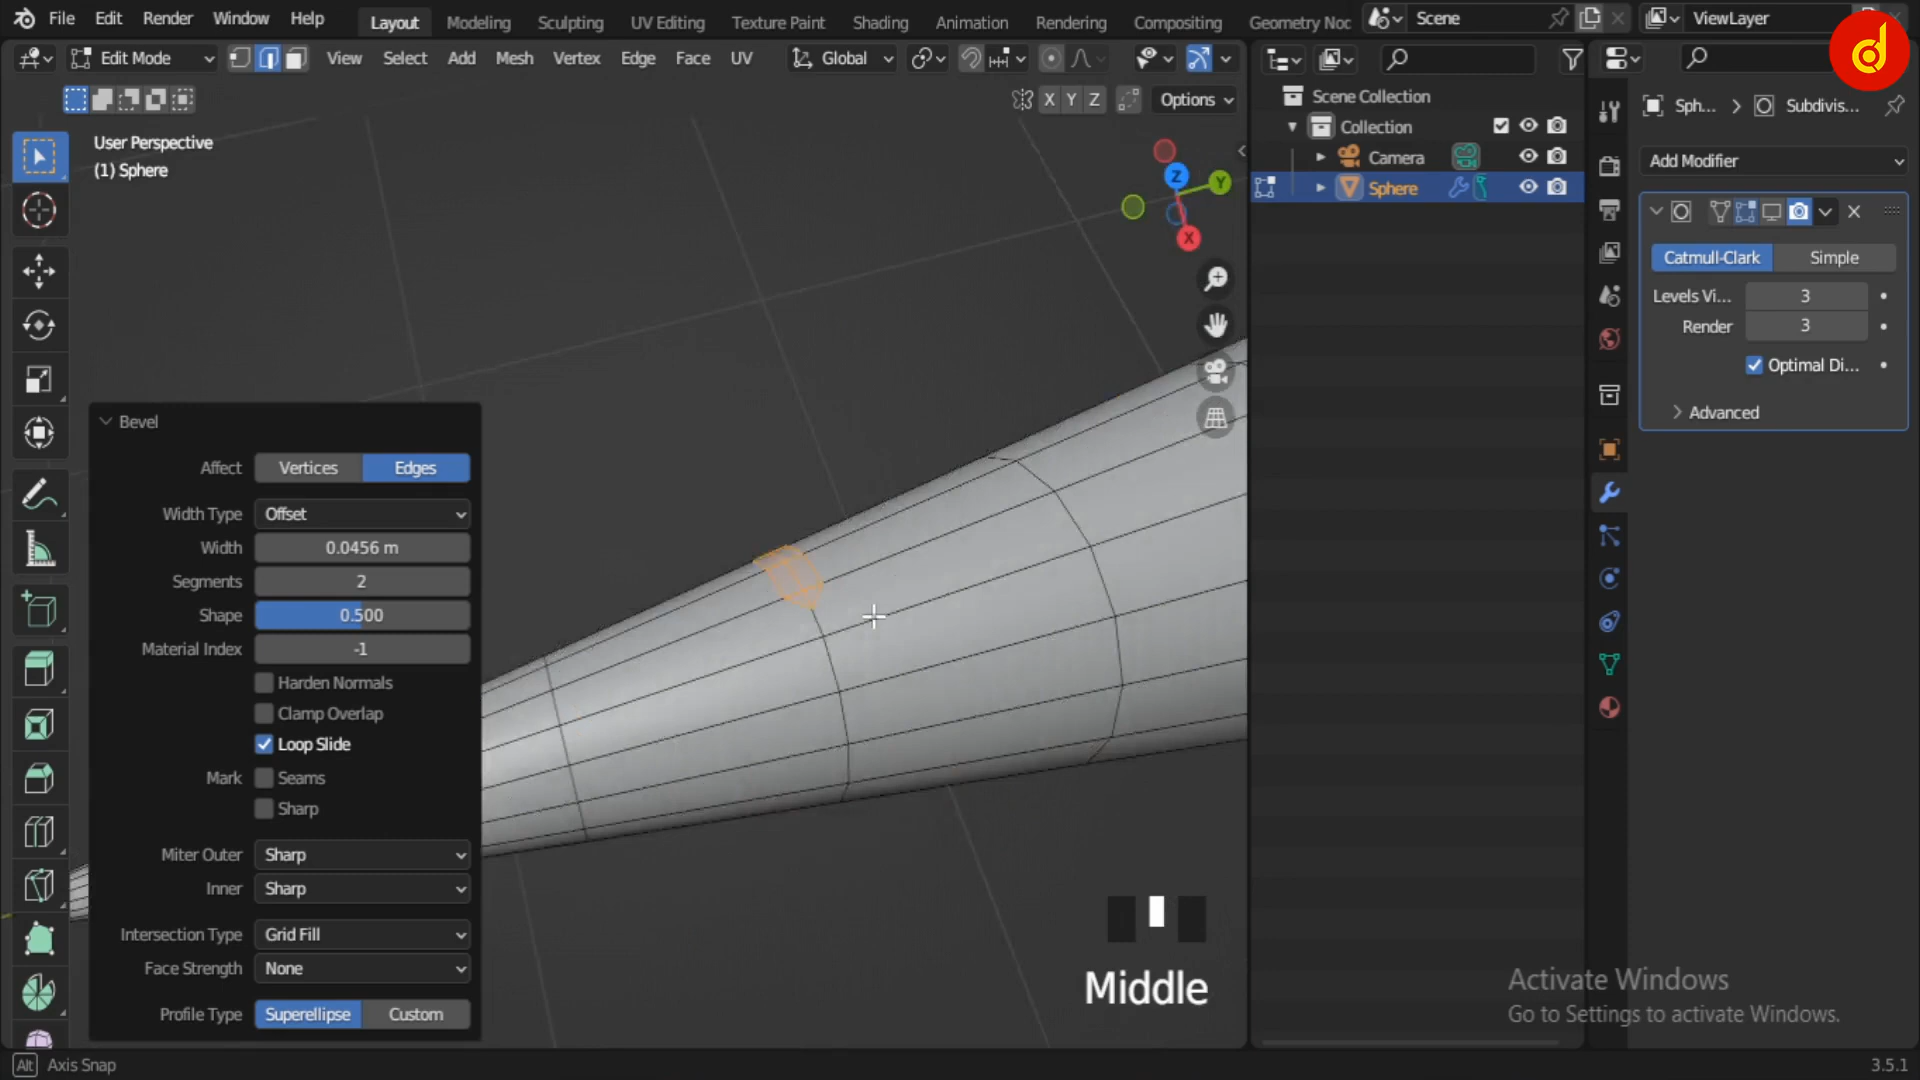 File Edit Render Window Help Layout Modeling Sculpting UV Editing Texture Paint Shading Animation Rendering Compositing Geometry Noc Scene ViewLayer
Edit Mode View Select Add Mesh Vertex Edge Face UV Global
X Y Z Options
User Perspective
(1) Sphere
Z
Y
X
Scene Collection
Collection
Camera
Sphere
Sph... > Subdivis...
Add Modifier
Catmull-Clark Simple
Levels Vi... 3
Render 3
Optimal Di...
Advanced
Bevel
Affect Vertices Edges
Width Type Offset
Width 0.0456 m
Segments 2
Shape 0.500
Material Index -1
Harden Normals
Clamp Overlap
Loop Slide
Mark Seams
Sharp
Miter Outer Sharp
Inner Sharp
Intersection Type Grid Fill
Face Strength None
Profile Type Superellipse Custom
Middle
Activate Windows
Go to Settings to activate Windows.
Alt Axis Snap
3.5.1